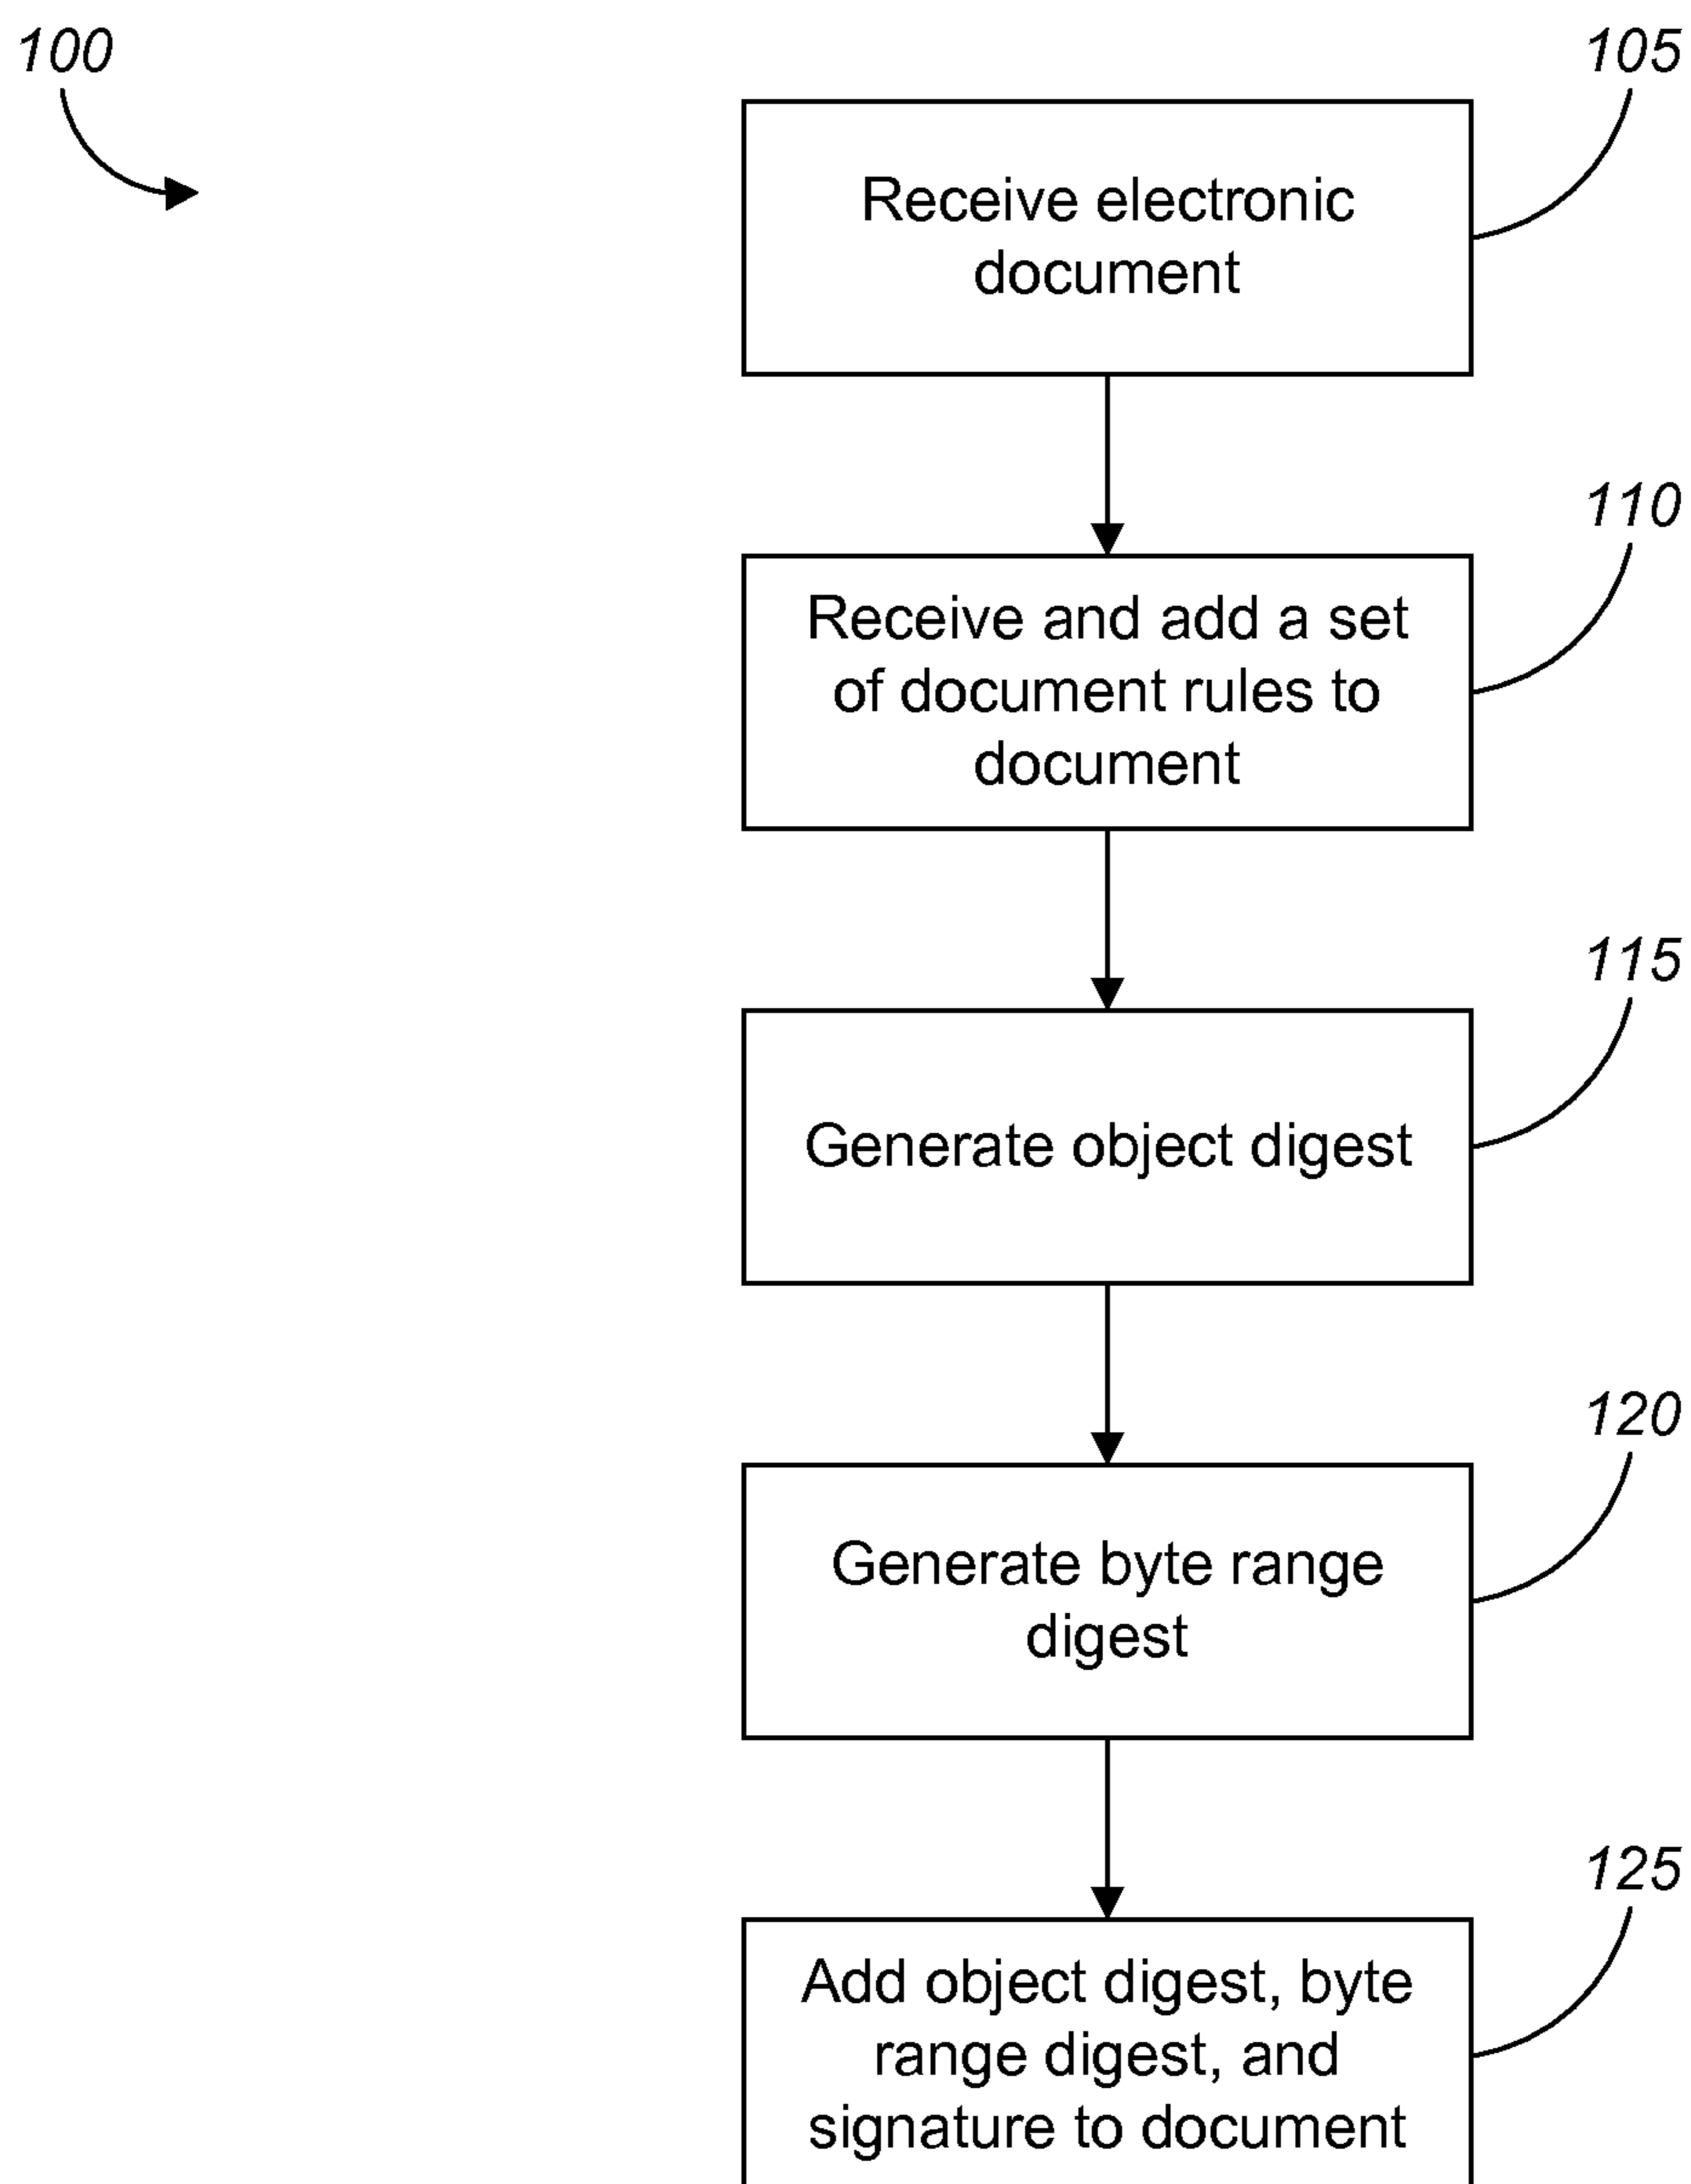 100
105
Receive electronic
document
110
Receive and add a set
of document rules to
document
115
Generate object digest
120
Generate byte range
digest
125
Add object digest, byte
range digest, and
signature to document